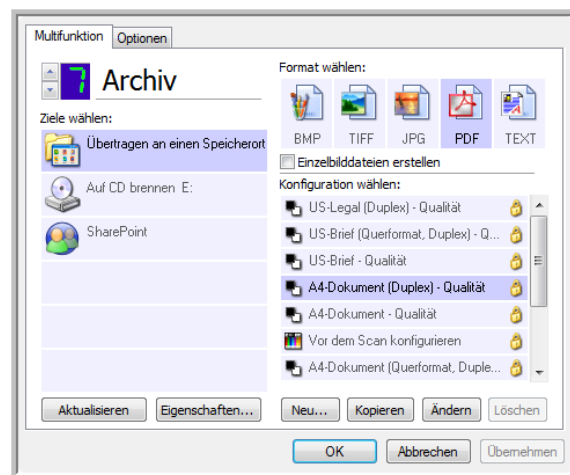 Multifunktion Optionen
7 Archiv
Ziele wählen:
Übertragen an einen Speicherort
Auf CD brennen E:
SharePoint
Format wählen:
BMP TIFF JPG PDF TEXT
Einzelbilddateien erstellen
Konfiguration wählen:
US-Legal (Duplex) - Qualität
US-Brief (Querformat, Duplex) - Q...
US-Brief - Qualität
A4-Dokument (Duplex) - Qualität
A4-Dokument - Qualität
Vor dem Scan konfigurieren
A4-Dokument (Querformat, Duple...
Aktualisieren Eigenschaften... Neu... Kopieren Ändern Löschen
OK Abbrechen Übernehmen